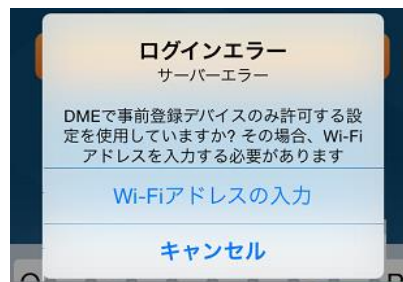 ログインエラー
サーバーエラー
DMEで事前登録デバイスのみ許可する設
定を使用していますか? その場合、Wi-Fi
アドレスを入力する必要があります
Wi-Fiアドレスの入力
キャンセル